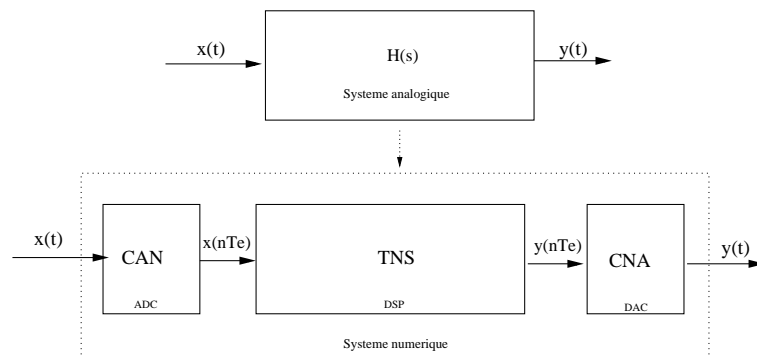 x(t)
H(s)
y(t)
Systeme analogique
x(t)
CAN
x(nTe)
TNS
y(nTe)
CNA
y(t)
ADC
DSP
DAC
Systeme numerique